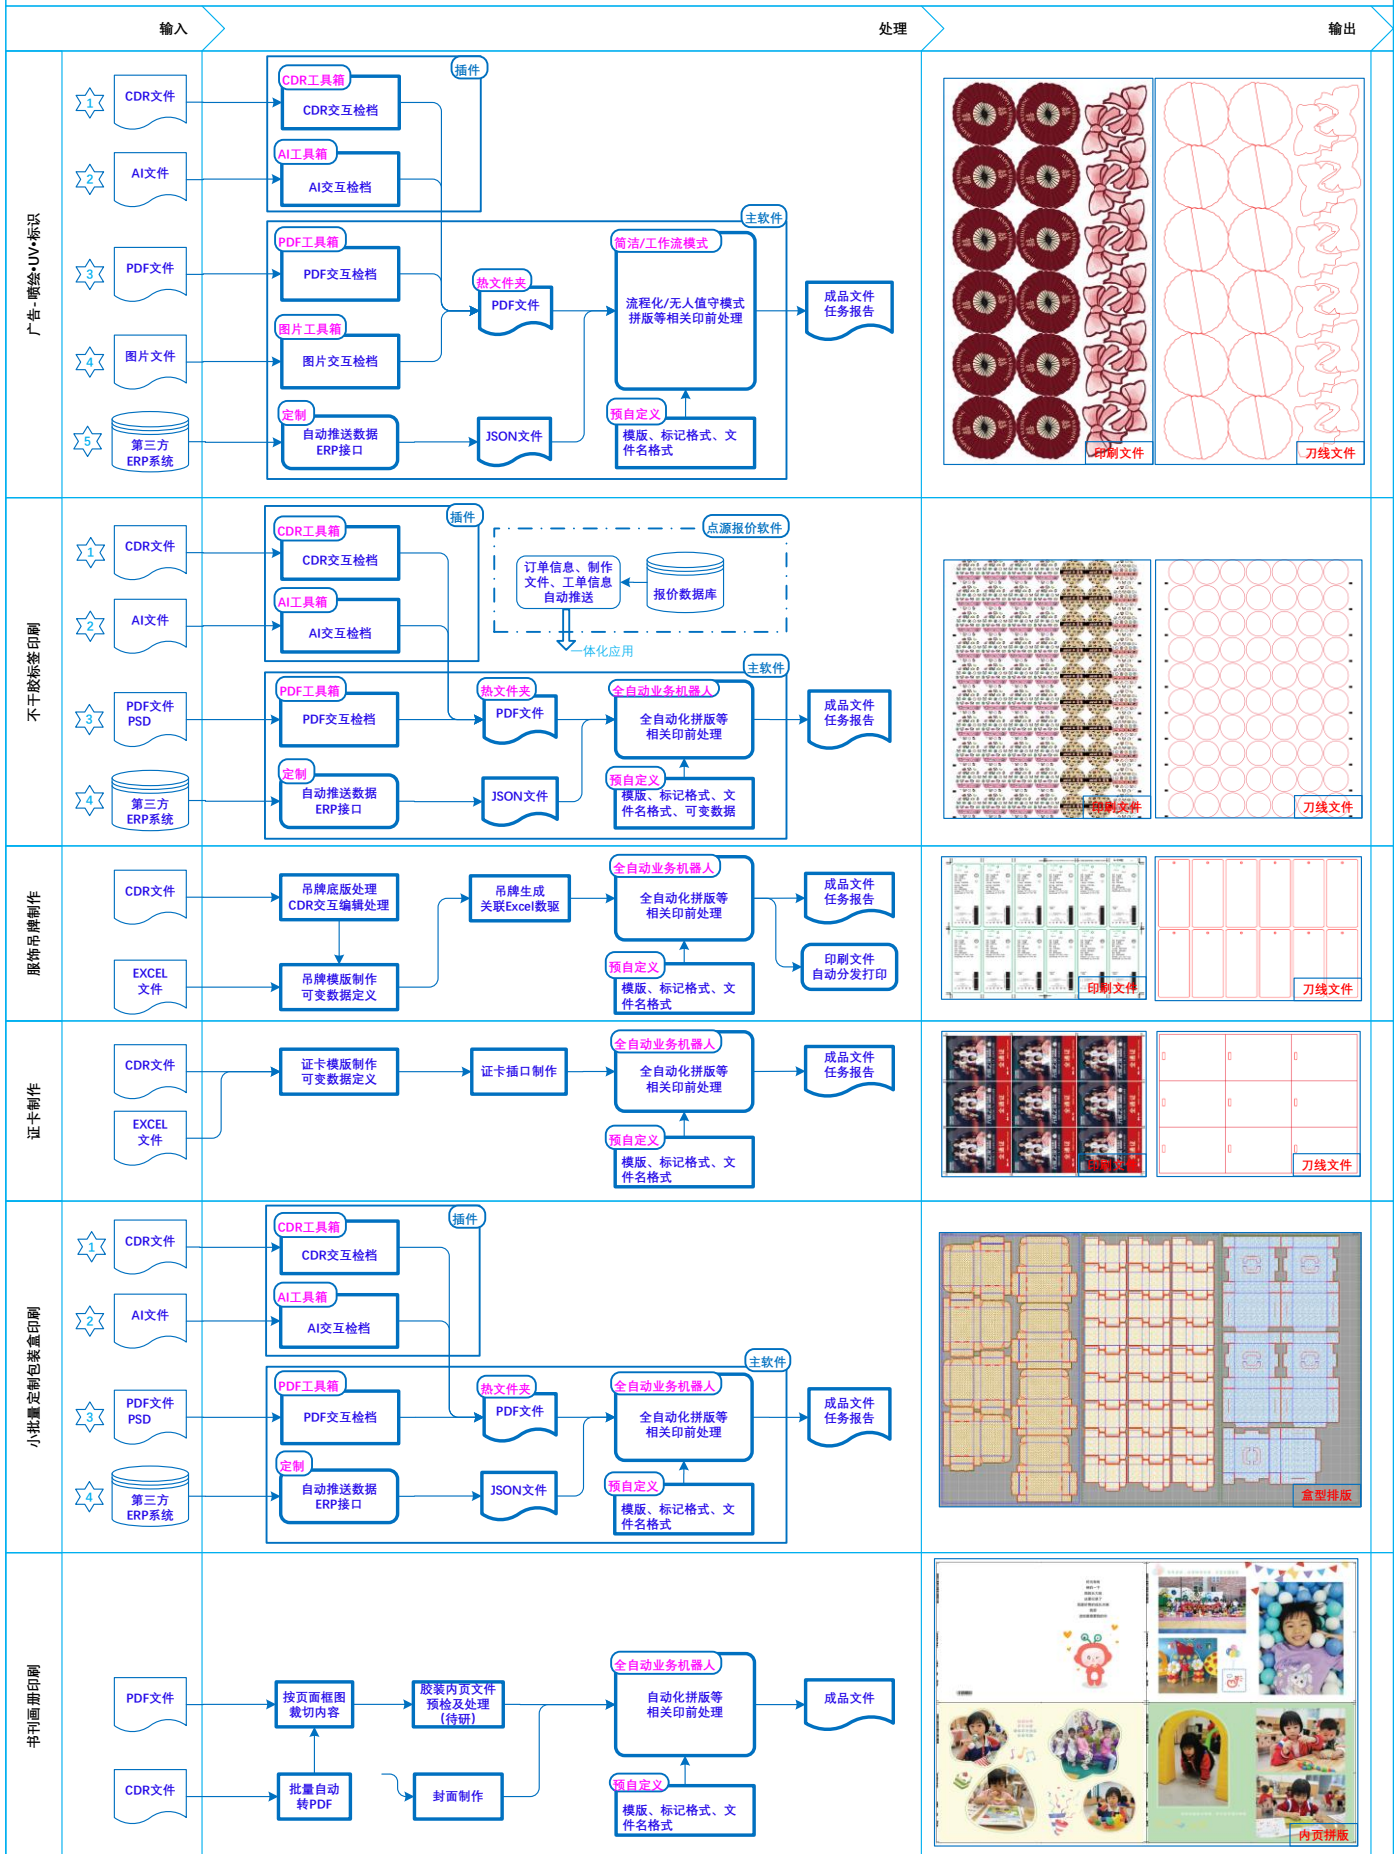 输入
处理
输出
广告-喷绘•UV•标识
1
CDR文件
CDR工具箱
CDR交互检档
插件
2
AI文件
AI工具箱
AI交互检档
主软件
3
PDF文件
PDF工具箱
PDF交互检档
热文件夹
PDF文件
简洁/工作流模式
流程化/无人值守模式
拼版等相关印前处理
成品文件
任务报告
4
图片文件
图片工具箱
图片交互检档
5
第三方
ERP系统
定制
自动推送数据
ERP接口
JSON文件
预自定义
模版、标记格式、文
件名格式
印刷文件
刀线文件
不干胶标签印刷
1
CDR文件
CDR工具箱
CDR交互检档
插件
点源报价软件
订单信息、制作
文件、工单信息
自动推送
报价数据库
一体化应用
2
AI文件
AI工具箱
AI交互检档
主软件
3
PDF文件
PSD
PDF工具箱
PDF交互检档
热文件夹
PDF文件
全自动业务机器人
全自动化拼版等
相关印前处理
成品文件
任务报告
4
第三方
ERP系统
定制
自动推送数据
ERP接口
JSON文件
预自定义
模版、标记格式、文
件名格式、可变数据
印刷文件
刀线文件
服饰吊牌制作
CDR文件
吊牌底版处理
CDR交互编辑处理
吊牌生成
关联Excel数驱
全自动业务机器人
全自动化拼版等
相关印前处理
成品文件
任务报告
EXCEL
文件
吊牌模版制作
可变数据定义
预自定义
模版、标记格式、文
件名格式
印刷文件
自动分发打印
印刷文件
刀线文件
证卡制作
CDR文件
EXCEL
文件
证卡模版制作
可变数据定义
证卡插口制作
全自动业务机器人
全自动化拼版等
相关印前处理
成品文件
任务报告
预自定义
模版、标记格式、文
件名格式
印刷文件
刀线文件
小批量定制包装盒印刷
1
CDR文件
CDR工具箱
CDR交互检档
插件
2
AI文件
AI工具箱
AI交互检档
主软件
3
PDF文件
PSD
PDF工具箱
PDF交互检档
热文件夹
PDF文件
全自动业务机器人
全自动化拼版等
相关印前处理
成品文件
任务报告
4
第三方
ERP系统
定制
自动推送数据
ERP接口
JSON文件
预自定义
模版、标记格式、文
件名格式
盒型排版
书刊画册印刷
PDF文件
按页面框图
裁切内容
胶装内页文件
预检及处理
(待研)
全自动业务机器人
自动化拼版等
相关印前处理
成品文件
CDR文件
批量自动
转PDF
封面制作
预自定义
模版、标记格式、文
件名格式
内页拼版